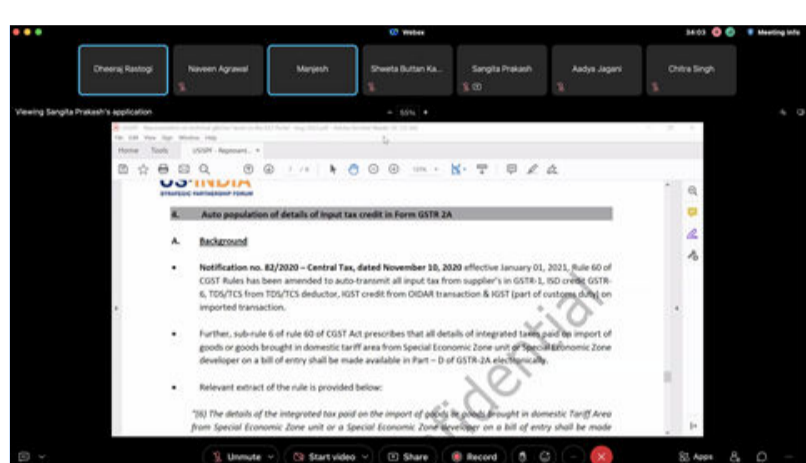 Webex
34:03
Meeting info
Dheeraj Rastogi
Naveen Agrawal
Manjesh
Shweta Buttan Ka...
Sangita Prakash
Aadya Jagani
Chitra Singh
Viewing Sangita Prakash's application
- 55% +
File Edit View Sign Window Help
Home Tools USISPF - Represent... ×
US-INDIA
STRATEGIC PARTNERSHIP FORUM
4. Auto population of details of Input tax credit in Form GSTR 2A
A. Background
• Notification no. 82/2020 – Central Tax, dated November 10, 2020 effective January 01, 2021, Rule 60 of
CGST Rules has been amended to auto-transmit all input tax from supplier's in GSTR-1, ISD credit GSTR-
6, TDS/TCS from TDS/TCS deductor, IGST credit from OIDAR transaction & IGST (part of customs duty) on
imported transaction.
• Further, sub-rule 6 of rule 60 of CGST Act prescribes that all details of integrated taxes paid on import of
goods or goods brought in domestic tariff area from Special Economic Zone unit or Special Economic Zone
developer on a bill of entry shall be made available in Part – D of GSTR-2A electronically.
• Relevant extract of the rule is provided below:
"(6) The details of the integrated tax paid on the import of goods or goods brought in domestic Tariff Area
from Special Economic Zone unit or a Special Economic Zone developer on a bill of entry shall be made
nfidential
Unmute
Start video
Share
Record
Apps